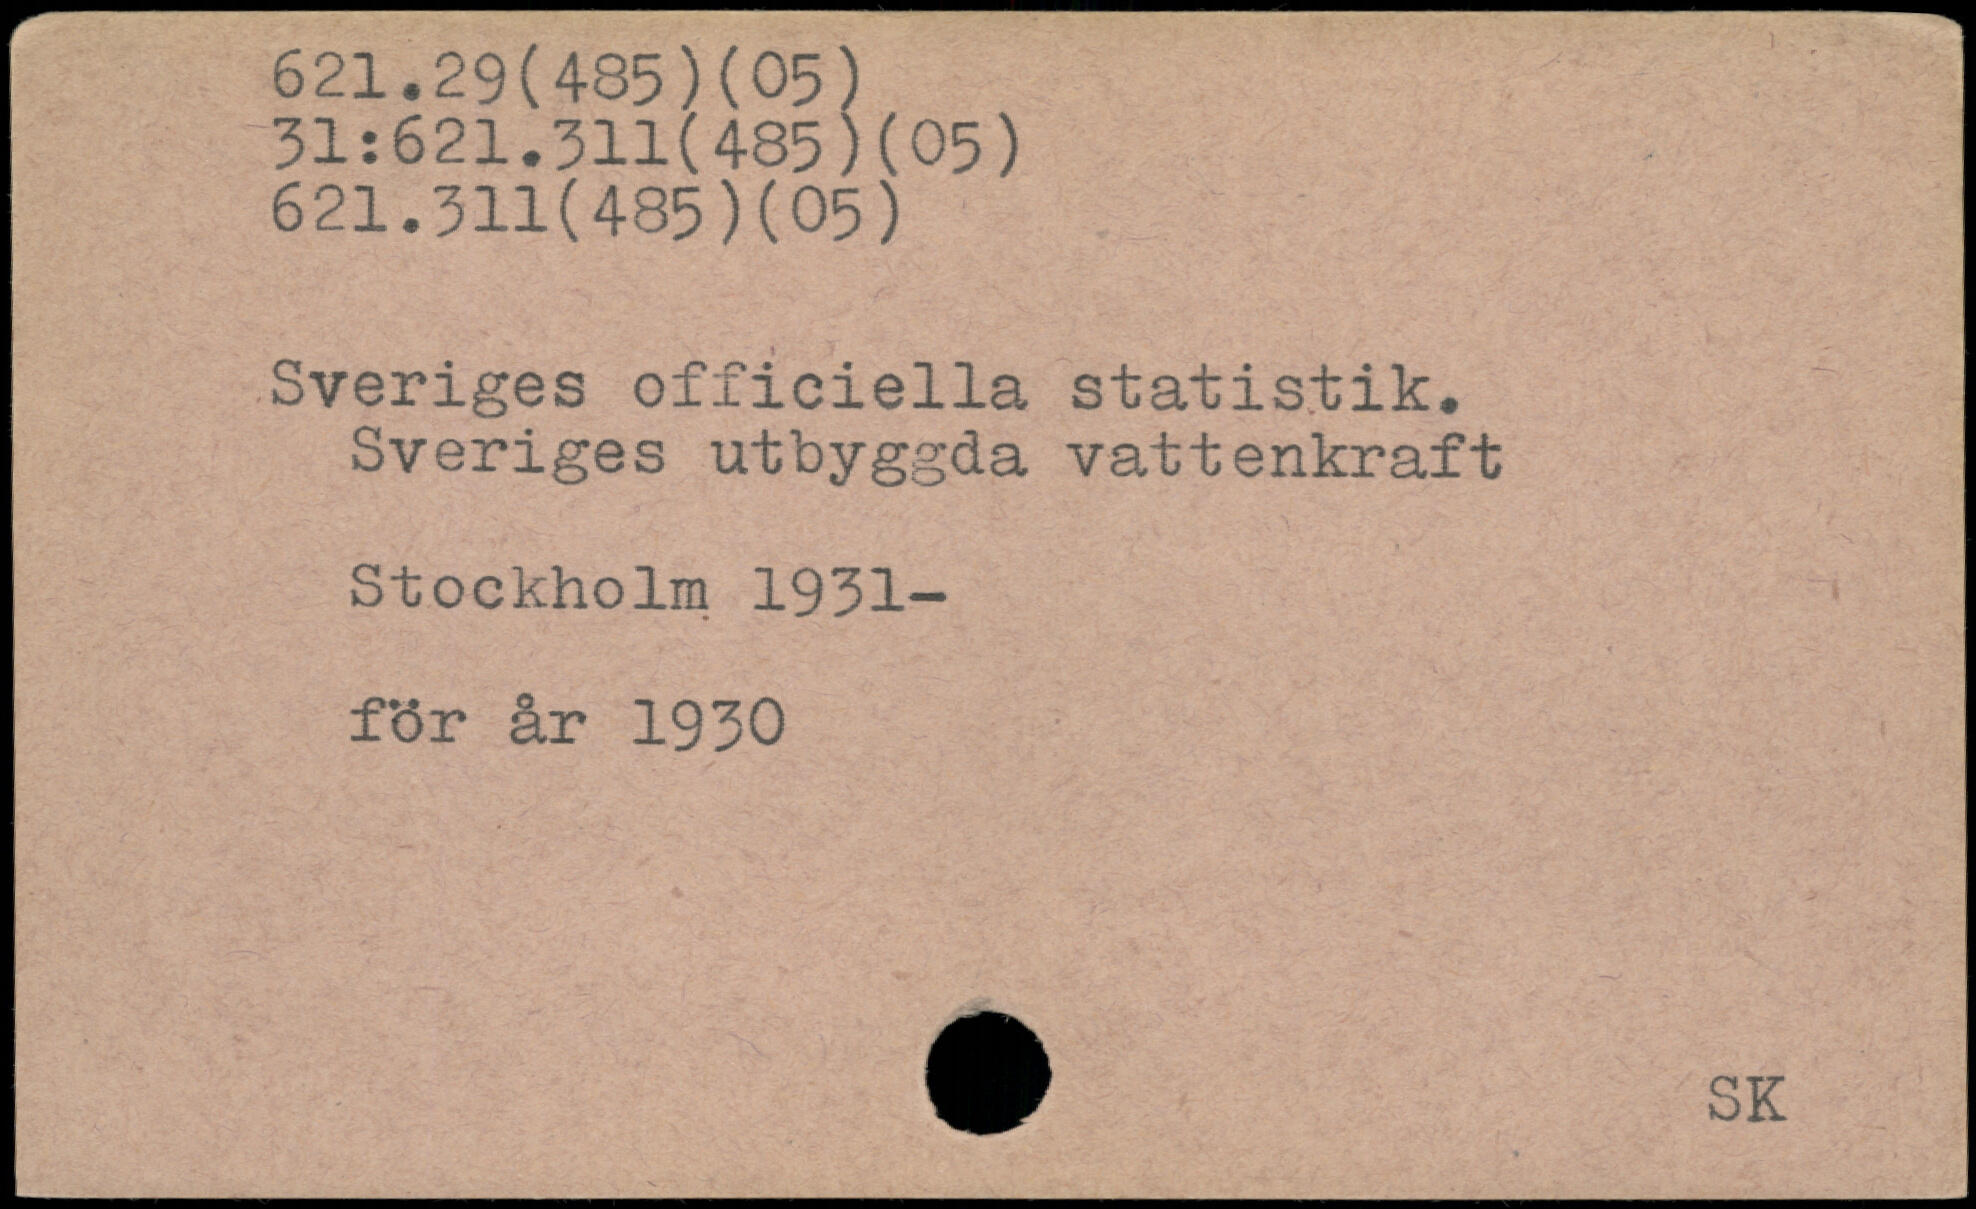 621.29(485)(05)
31:621.311(485)(05)
621.311(485)(05)
Sveriges officiella statistik.
Sveriges utbyggda vattenkraft
Stockholm 1931-
för år 1930
SK